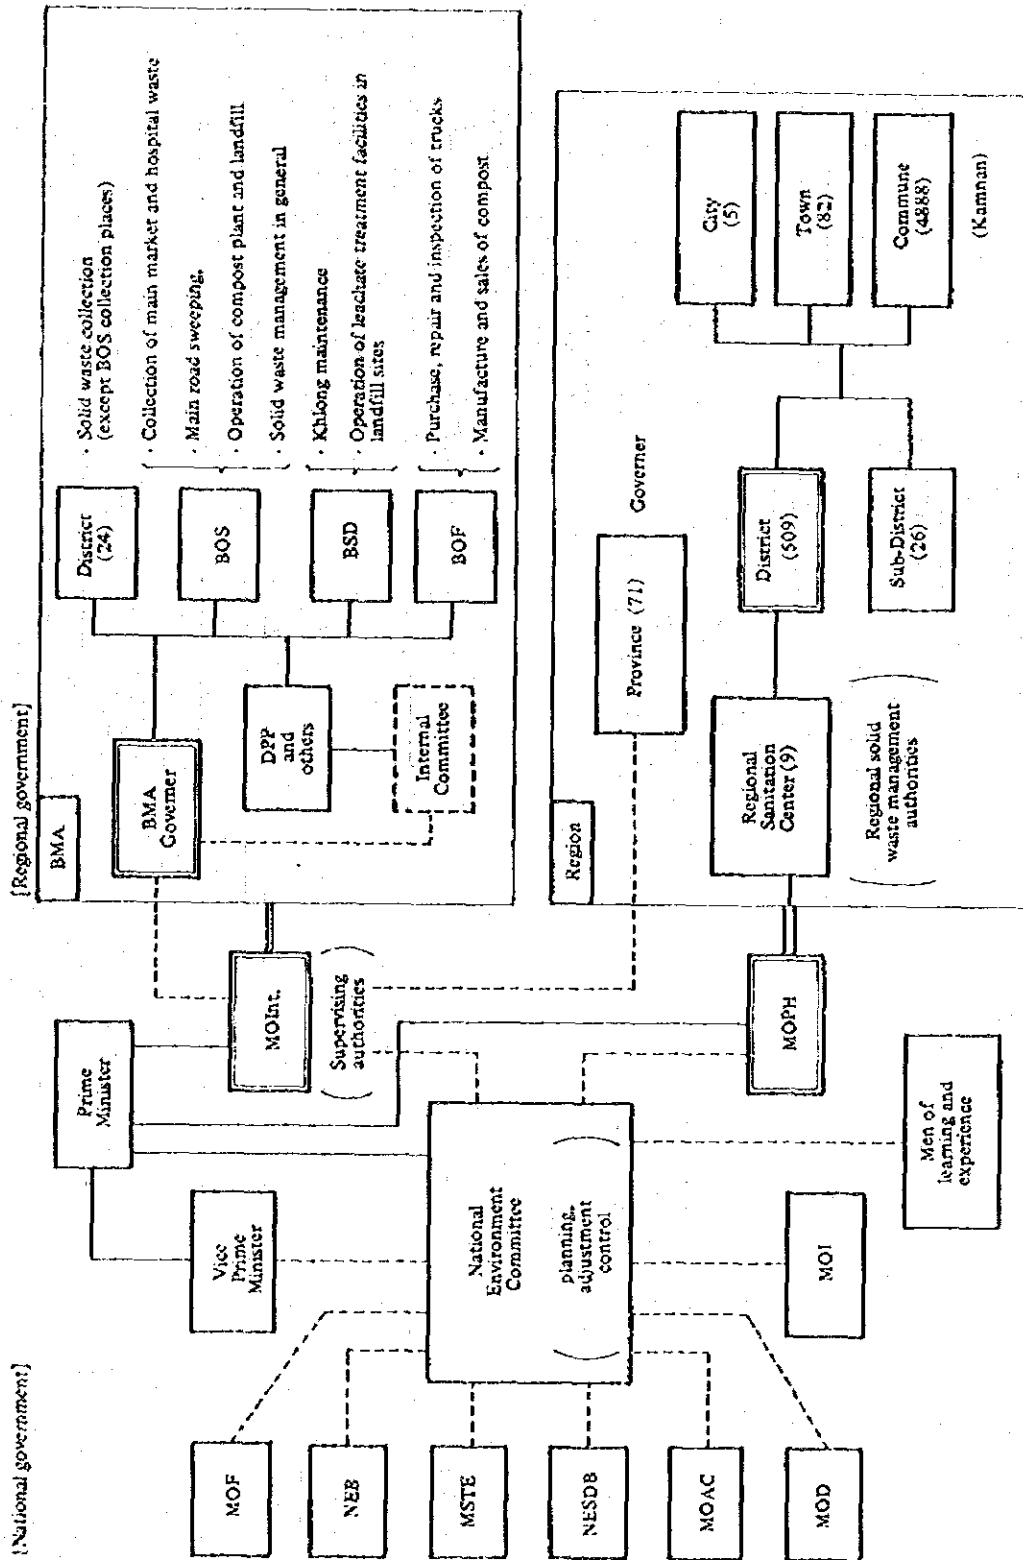 [National government]
MOF
NEB
MSTE
NESDB
MOAC
MOD
Vice
Prime
Minister
Prime
Minister
National
Environment
Committee
(planning,
adjustment
control)
MOI
Men of
learning and
experience
MOInt.
(Supervising
authorities)
MOPH
[Regional government]
BMA
BMA
Governer
DPP
and
others
Internal
Committee
District
(24)
BOS
BSD
BOF
· Solid waste collection
(except BOS collection places)
· Collection of main market and hospital waste
· Main road sweeping.
· Operation of compost plant and landfill
· Solid waste management in general
· Khlong maintenance
· Operation of leachate treatment facilities in
landfill sites
· Purchase, repair and inspection of trucks
· Manufacture and sales of compost
Region
Province (71)
Governer
Regional
Sanitation
Center (9)
(Regional solid
waste management
authorities)
District
(509)
Sub-District
(26)
City
(5)
Town
(82)
Commune
(4888)
(Kamnan)